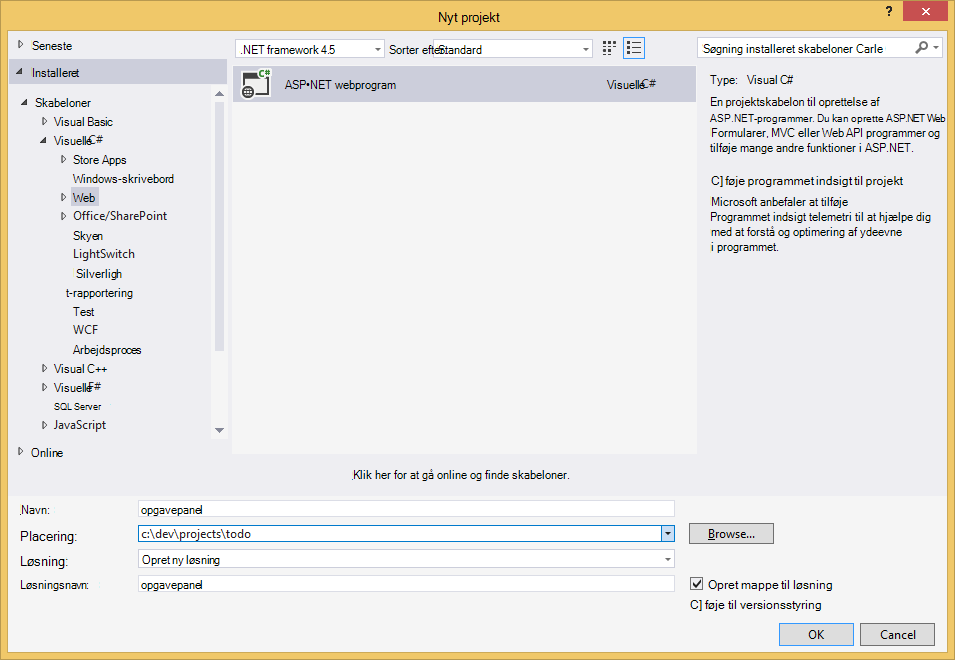 Nyt projekt
?
Seneste
.NET framework 4.5
Sorter efter
Standard
Søgning installeret skabeloner Carle
Installeret
Skabeloner
Visual Basic
Visuelle C#
Store Apps
Windows-skrivebord
Web
Office/SharePoint
Skyen
LightSwitch
Silverligh
t-rapportering
Test
WCF
Arbejdsproces
Visual C++
Visuelle F#
SQL Server
JavaScript
Online
C#
ASP•NET webprogram
Visuelle C#
Klik her for at gå online og finde skabeloner.
Type: Visual C#
En projektskabelon til oprettelse af
ASP.NET-programmer. Du kan oprette ASP.NET Web
Formularer, MVC eller Web API programmer og
tilføje mange andre funktioner i ASP.NET.
C] føje programmet indsigt til projekt
Microsoft anbefaler at tilføje
Programmet indsigt telemetri til at hjælpe dig
med at forstå og optimering af ydeevne
i programmet.
Navn:
opgavepanel
Placering:
c:\dev\projects\todo
Browse...
Løsning:
Opret ny løsning
Løsningsnavn:
opgavepanel
Opret mappe til løsning
C] føje til versionsstyring
OK
Cancel